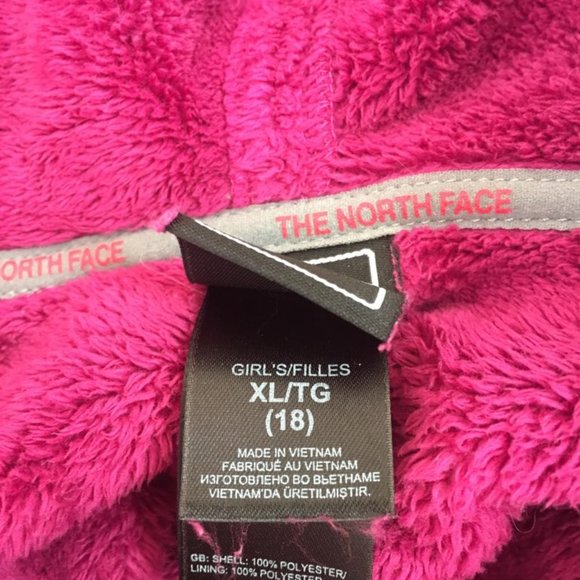 THE NORTH FACE
ORTH FACE
GIRL'S/FILLES
XL/TG
(18)
MADE IN VIETNAM
FABRIQUÉ AU VIETNAM
ИЗГОТОВЛЕНО ВО ВЬЕТНАМЕ
VIETNAM'DA ÜRETILMIŞTIR.
GB: SHELL: 100% POLYESTER/
LINING: 100% POLYESTER/